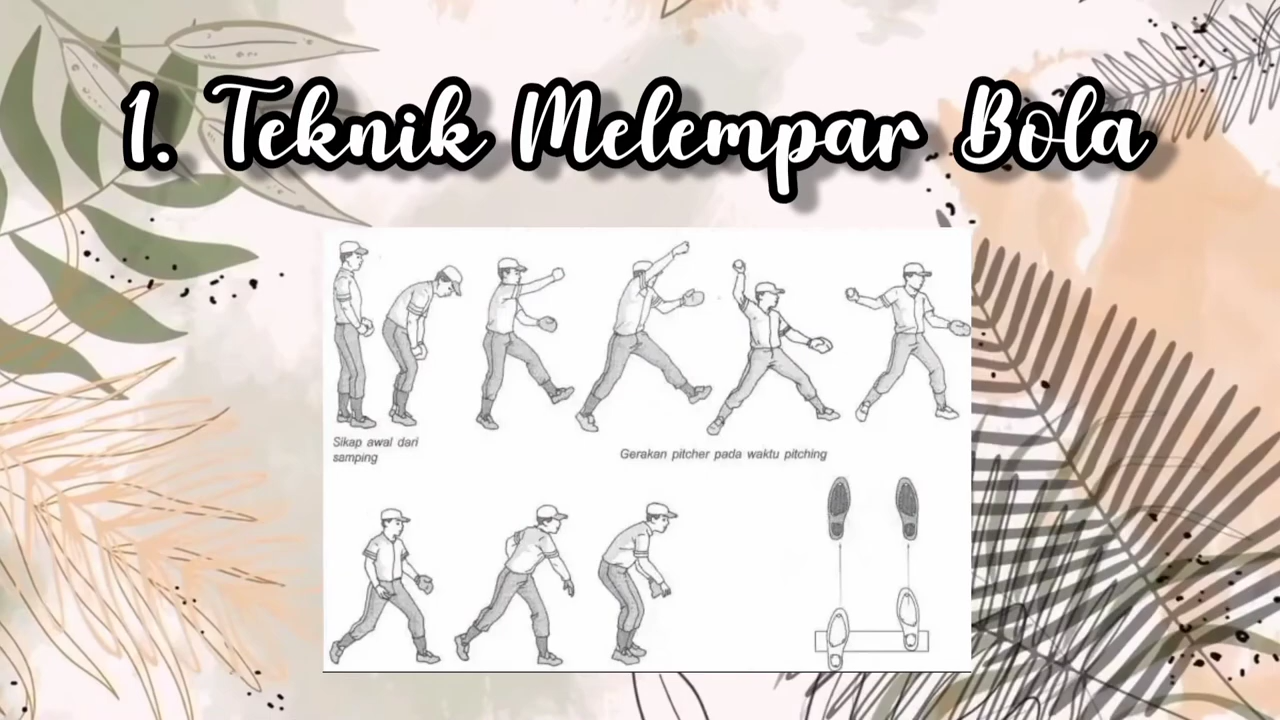 1. Teknik Melempar Bola
Sikap awal dari
samping
Gerakan pitcher pada waktu pitching